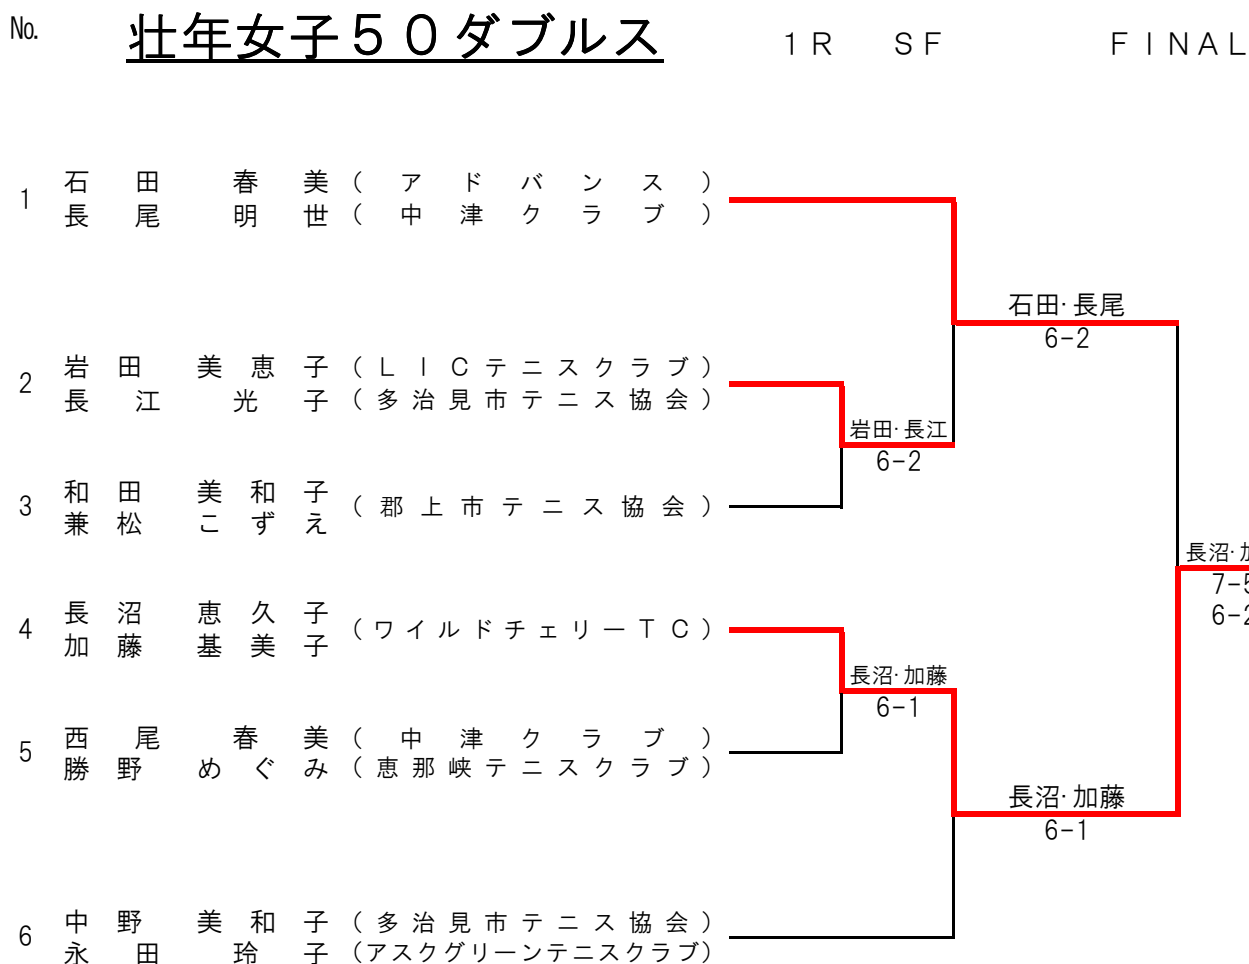 No. 壮年女子５０ダブルス 1R SF FINAL
1 石田 春美 (アドバンス)
長尾 明世 (中津クラブ)
石田・長尾
6-2
2 岩田 美恵子 (LICテニスクラブ)
長江 光子 (多治見市テニス協会)
岩田・長江
6-2
3 和田 美和子 (郡上市テニス協会)
兼松 こずえ
長沼・加
7-5
6-2
4 長沼 恵久子 (ワイルドチェリーTC)
加藤 基美子
長沼・加藤
6-1
5 西尾 春美 (中津クラブ)
勝野 めぐみ (恵那峡テニスクラブ)
長沼・加藤
6-1
6 中野 美和子 (多治見市テニス協会)
永田 玲子 (アスクグリーンテニスクラブ)